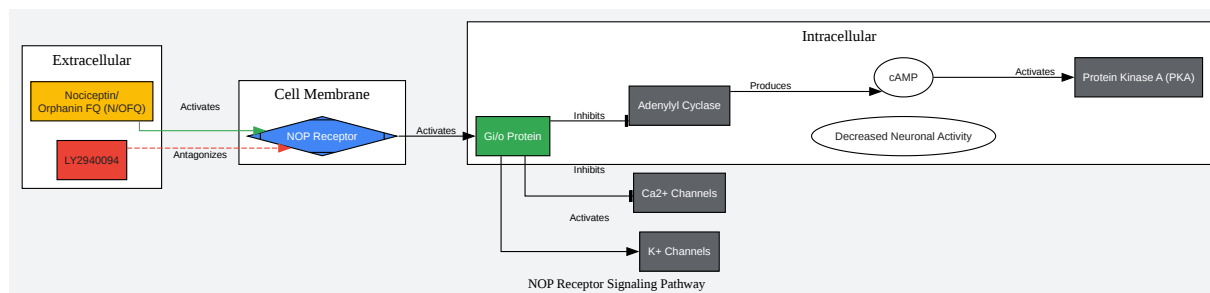 Extracellular
Nociceptin/
Orphanin FQ (N/OFQ)
LY2940094
Activates
Antagonizes
Cell Membrane
NOP Receptor
Activates
Intracellular
Gi/o Protein
Inhibits
Adenylyl Cyclase
Produces
cAMP
Activates
Protein Kinase A (PKA)
Decreased Neuronal Activity
Inhibits
Ca2+ Channels
Activates
K+ Channels
NOP Receptor Signaling Pathway